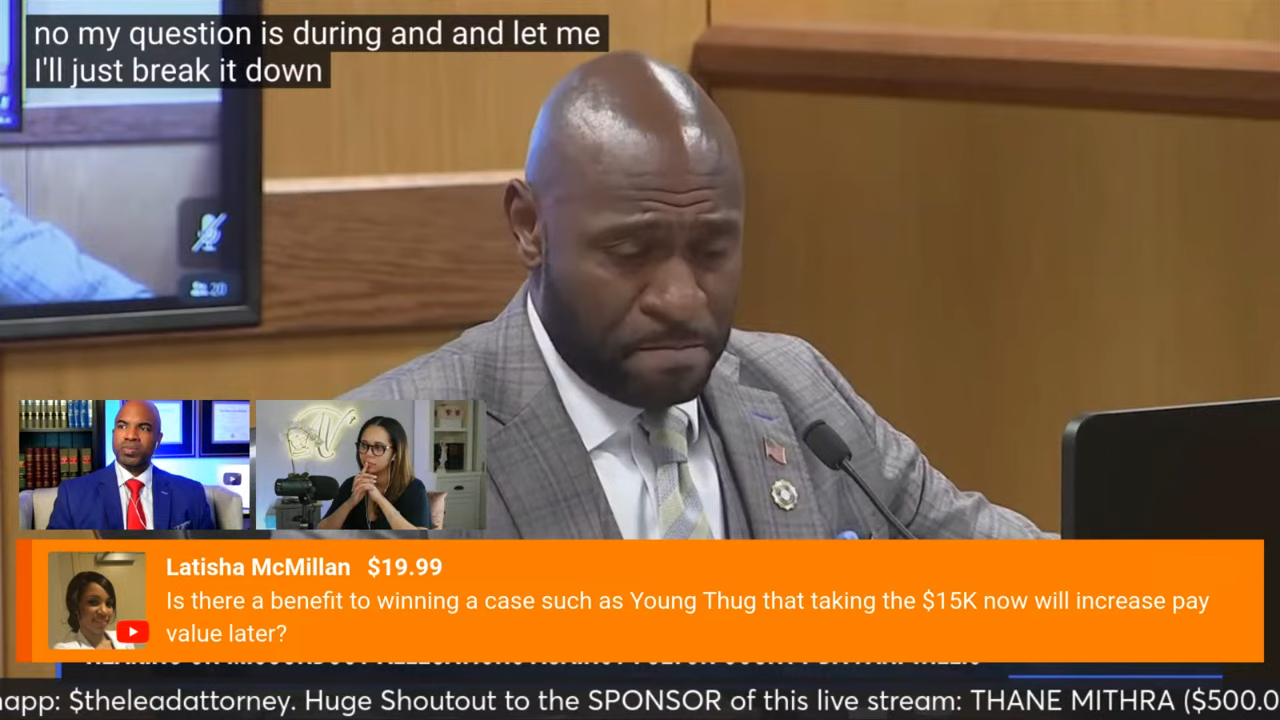 no my question is during and and let me
I'll just break it down
20
Latisha McMillan $19.99
Is there a benefit to winning a case such as Young Thug that taking the $15K now will increase pay
value later?
app: $theleadattorney. Huge Shoutout to the SPONSOR of this live stream: THANE MITHRA ($500.0